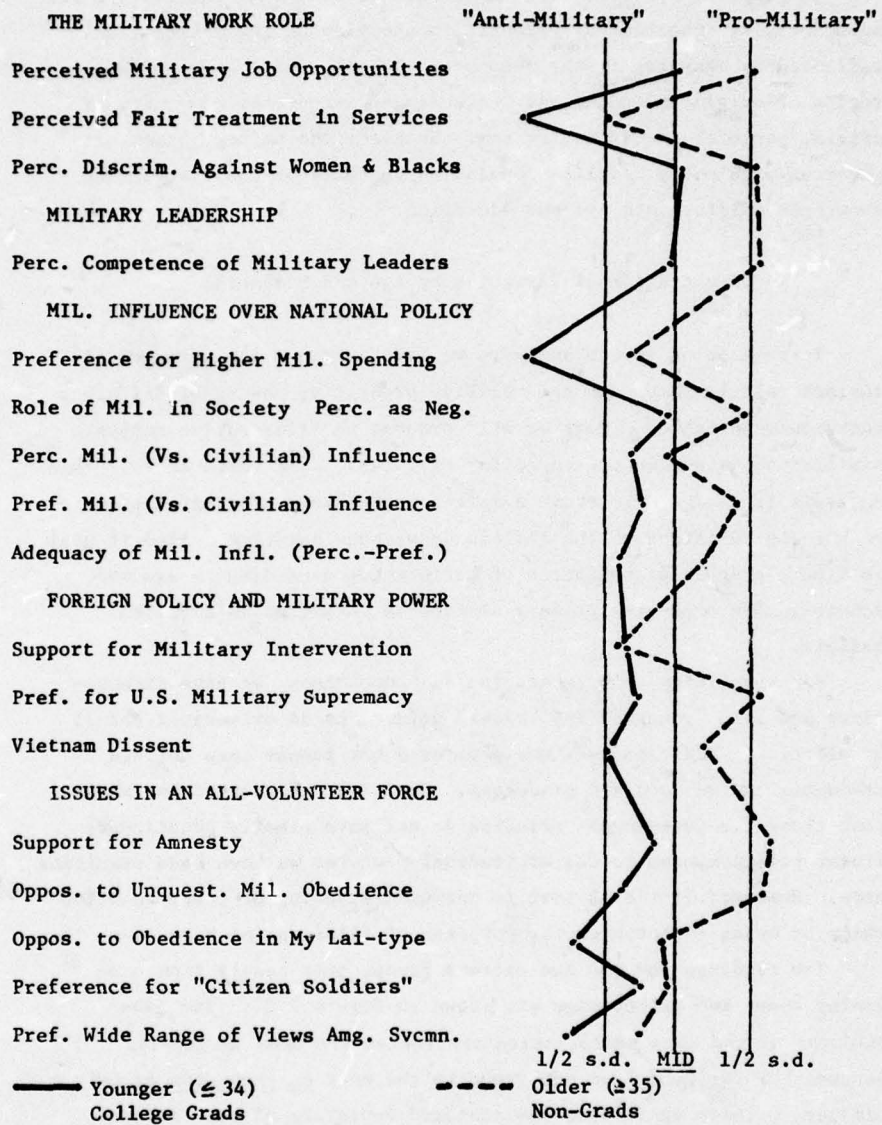 THE MILITARY WORK ROLE "Anti-Military" "Pro-Military"
Perceived Military Job Opportunities
Perceived Fair Treatment in Services
Perc. Discrim. Against Women & Blacks
MILITARY LEADERSHIP
Perc. Competence of Military Leaders
MIL. INFLUENCE OVER NATIONAL POLICY
Preference for Higher Mil. Spending
Role of Mil. in Society Perc. as Neg.
Perc. Mil. (Vs. Civilian) Influence
Pref. Mil. (Vs. Civilian) Influence
Adequacy of Mil. Infl. (Perc.-Pref.)
FOREIGN POLICY AND MILITARY POWER
Support for Military Intervention
Pref. for U.S. Military Supremacy
Vietnam Dissent
ISSUES IN AN ALL-VOLUNTEER FORCE
Support for Amnesty
Oppos. to Unquest. Mil. Obedience
Oppos. to Obedience in My Lai-type
Preference for "Citizen Soldiers"
Pref. Wide Range of Views Amg. Svcmn.
1/2 s.d. MID 1/2 s.d.
Younger (≤34) Older (≥35)
College Grads Non-Grads